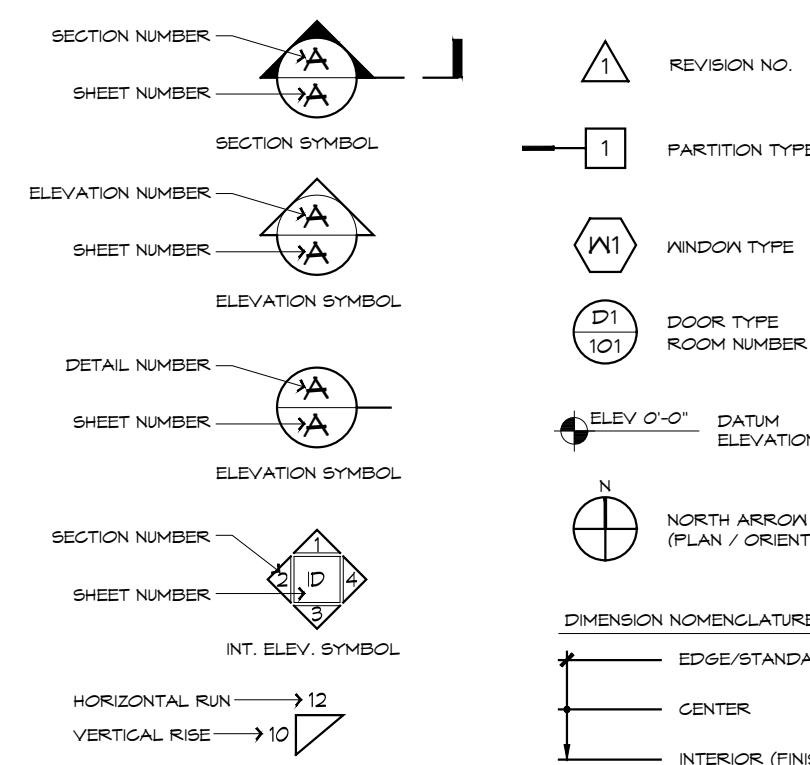 SECTION NUMBER
A
SHEET NUMBER
A
SECTION SYMBOL
ELEVATION NUMBER
A
SHEET NUMBER
A
ELEVATION SYMBOL
DETAIL NUMBER
A
SHEET NUMBER
A
ELEVATION SYMBOL
SECTION NUMBER
1
2 ID 4
SHEET NUMBER
3
INT. ELEV. SYMBOL
HORIZONTAL RUN 12
VERTICAL RISE 10
1 REVISION NO.
1 PARTITION TYPE
W1 WINDOW TYPE
D1 DOOR TYPE
101 ROOM NUMBER
ELEV 0'-0" DATUM
ELEVATION
N
NORTH ARROW
(PLAN / ORIENT
DIMENSION NOMENCLATURE
EDGE/STANDA
CENTER
INTERIOR (FINIS